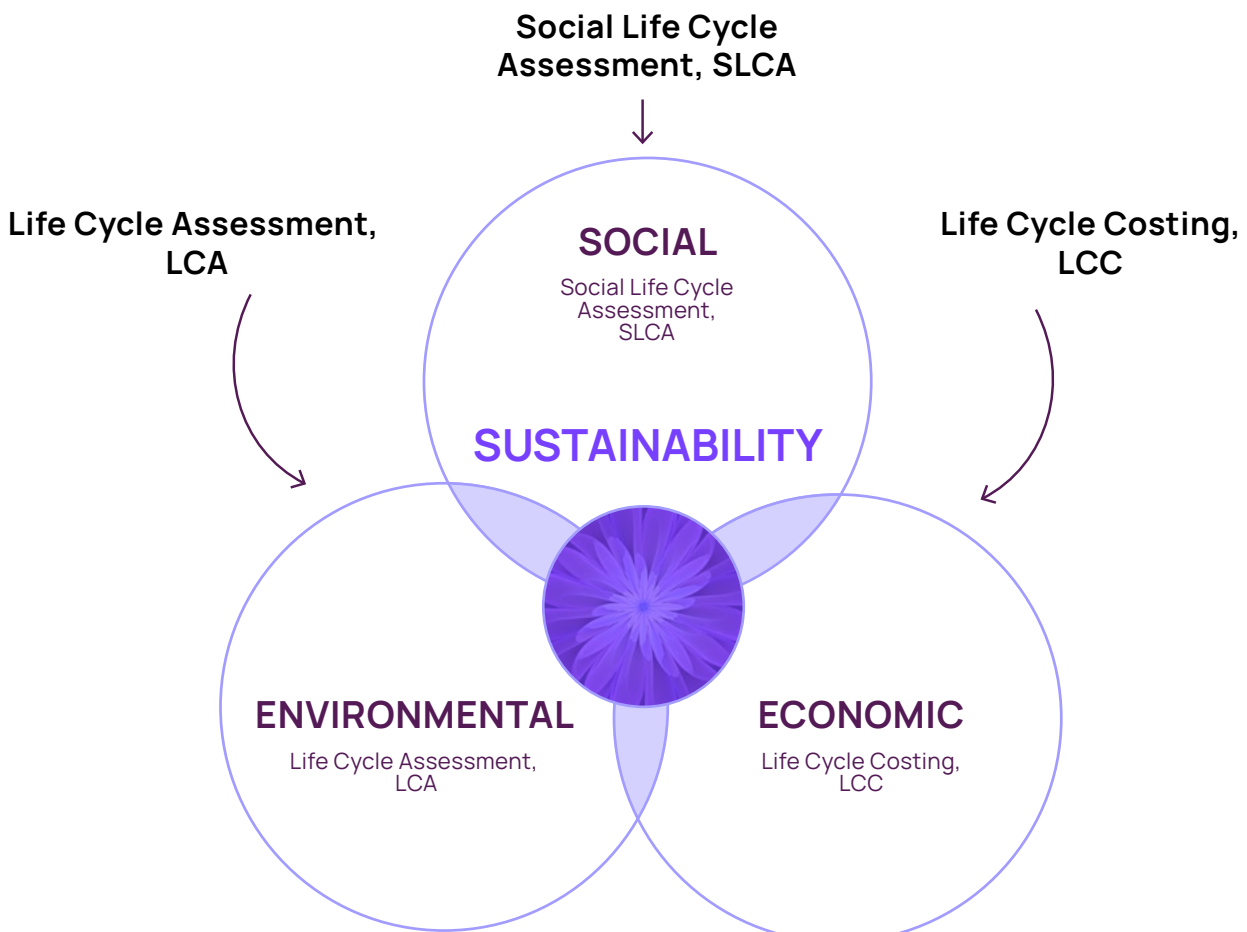 Social Life Cycle
Assessment, SLCA
Life Cycle Assessment,
LCA
Life Cycle Costing,
LCC
SOCIAL
Social Life Cycle
Assessment,
SLCA
SUSTAINABILITY
ENVIRONMENTAL
Life Cycle Assessment,
LCA
ECONOMIC
Life Cycle Costing,
LCC